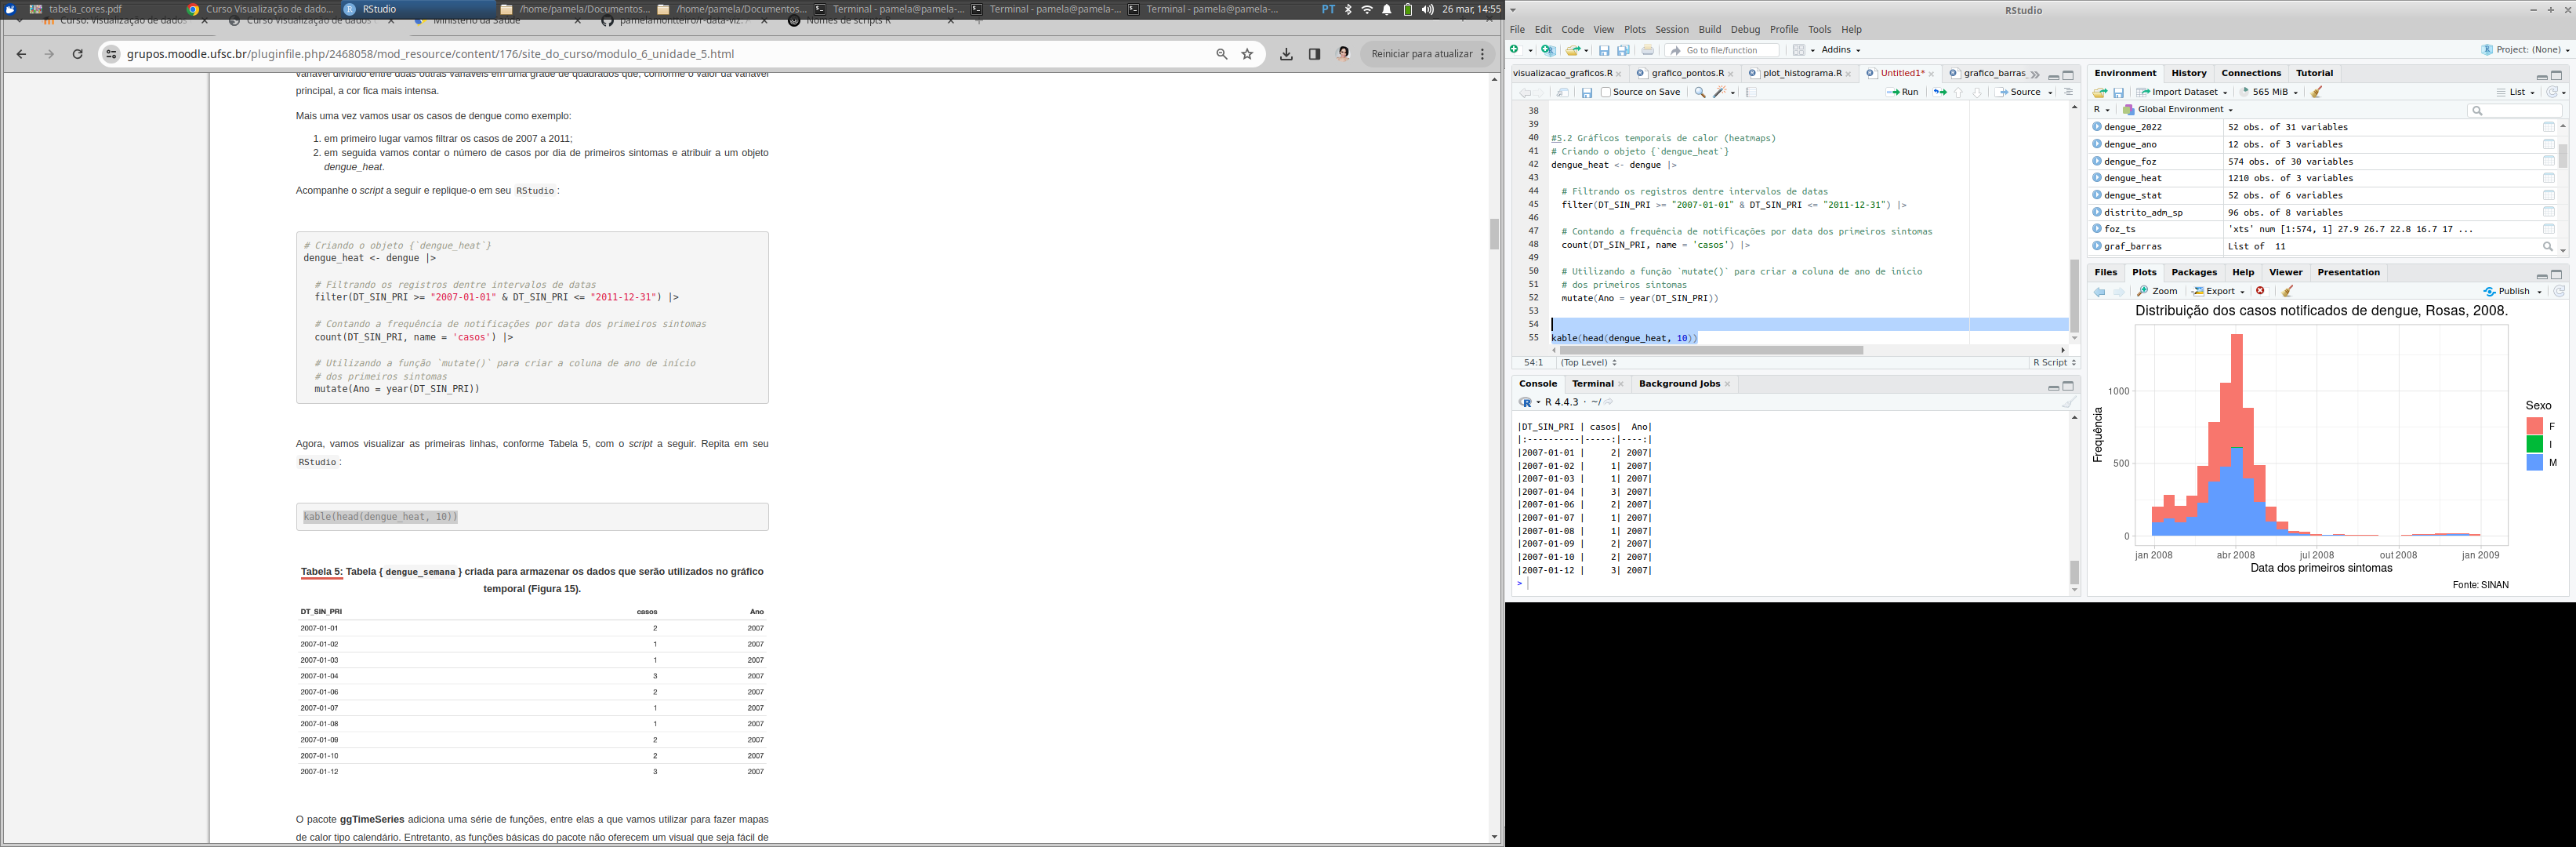 tabela_cores.pdf
Curso Visualização de dado...
RStudio
/home/pamela/Documentos...
/home/pamela/Documentos...
Terminal - pamela@pamela-...
Terminal - pamela@pamela-...
Terminal - pamela@pamela-...
PT
26 mar, 14:55
Curso: Visualização de dados
Curso Visualização de dados
Ministério da Saúde
Nomes de scripts R
grupos.moodle.ufsc.br/pluginfile.php/2468058/mod_resource/content/176/site_do_curso/modulo_6_unidade_5.html
Reiniciar para atualizar
variável dividido entre duas outras variáveis em uma grade de quadrados que, conforme o valor da variável
principal, a cor fica mais intensa.
Mais uma vez vamos usar os casos de dengue como exemplo:
1. em primeiro lugar vamos filtrar os casos de 2007 a 2011;
2. em seguida vamos contar o número de casos por dia de primeiros sintomas e atribuir a um objeto
dengue_heat.
Acompanhe o script a seguir e replique-o em seu RStudio:
# Criando o objeto {`dengue_heat`}
dengue_heat <- dengue |>
# Filtrando os registros dentre intervalos de datas
filter(DT_SIN_PRI >= "2007-01-01" & DT_SIN_PRI <= "2011-12-31") |>
# Contando a frequência de notificações por data dos primeiros sintomas
count(DT_SIN_PRI, name = 'casos') |>
# Utilizando a função `mutate()` para criar a coluna de ano de início
# dos primeiros sintomas
mutate(Ano = year(DT_SIN_PRI))
Agora, vamos visualizar as primeiras linhas, conforme Tabela 5, com o script a seguir. Repita em seu
RStudio:
kable(head(dengue_heat, 10))
Tabela 5: Tabela { dengue_semana } criada para armazenar os dados que serão utilizados no gráfico
temporal (Figura 15).
DT_SIN_PRI casos Ano
2007-01-01 2 2007
2007-01-02 1 2007
2007-01-03 1 2007
2007-01-04 3 2007
2007-01-06 2 2007
2007-01-07 1 2007
2007-01-08 1 2007
2007-01-09 2 2007
2007-01-10 2 2007
2007-01-12 3 2007
O pacote ggTimeSeries adiciona uma série de funções, entre elas a que vamos utilizar para fazer mapas
de calor tipo calendário. Entretanto, as funções básicas do pacote não oferecem um visual que seja fácil de
RStudio
File Edit Code View Plots Session Build Debug Profile Tools Help
Go to file/function
Addins
Project: (None)
visualizacao_graficos.R
grafico_pontos.R
plot_histograma.R
Untitled1*
grafico_barras
Source on Save
Run
Source
38
39
40 #5.2 Gráficos temporais de calor (heatmaps)
41 # Criando o objeto {`dengue_heat`}
42 dengue_heat <- dengue |>
43
44 # Filtrando os registros dentre intervalos de datas
45 filter(DT_SIN_PRI >= "2007-01-01" & DT_SIN_PRI <= "2011-12-31") |>
46
47 # Contando a frequência de notificações por data dos primeiros sintomas
48 count(DT_SIN_PRI, name = 'casos') |>
49
50 # Utilizando a função `mutate()` para criar a coluna de ano de início
51 # dos primeiros sintomas
52 mutate(Ano = year(DT_SIN_PRI))
53
54
55 kable(head(dengue_heat, 10))
54:1 (Top Level) R Script
Console Terminal Background Jobs
R 4.4.3 · ~/
|DT_SIN_PRI | casos| Ano|
|:----------|-----:|----:|
|2007-01-01 | 2| 2007|
|2007-01-02 | 1| 2007|
|2007-01-03 | 1| 2007|
|2007-01-04 | 3| 2007|
|2007-01-06 | 2| 2007|
|2007-01-07 | 1| 2007|
|2007-01-08 | 1| 2007|
|2007-01-09 | 2| 2007|
|2007-01-10 | 2| 2007|
|2007-01-12 | 3| 2007|
>
Environment History Connections Tutorial
Import Dataset 565 MiB List
R Global Environment
dengue_2022 52 obs. of 31 variables
dengue_ano 12 obs. of 3 variables
dengue_foz 574 obs. of 30 variables
dengue_heat 1210 obs. of 3 variables
dengue_stat 52 obs. of 6 variables
distrito_adm_sp 96 obs. of 8 variables
foz_ts 'xts' num [1:574, 1] 27.9 26.7 22.8 16.7 17 ...
graf_barras List of 11
Files Plots Packages Help Viewer Presentation
Zoom Export Publish
Distribuição dos casos notificados de dengue, Rosas, 2008.
Frequência
1000
500
0
jan 2008 abr 2008 jul 2008 out 2008 jan 2009
Data dos primeiros sintomas
Sexo
F
I
M
Fonte: SINAN